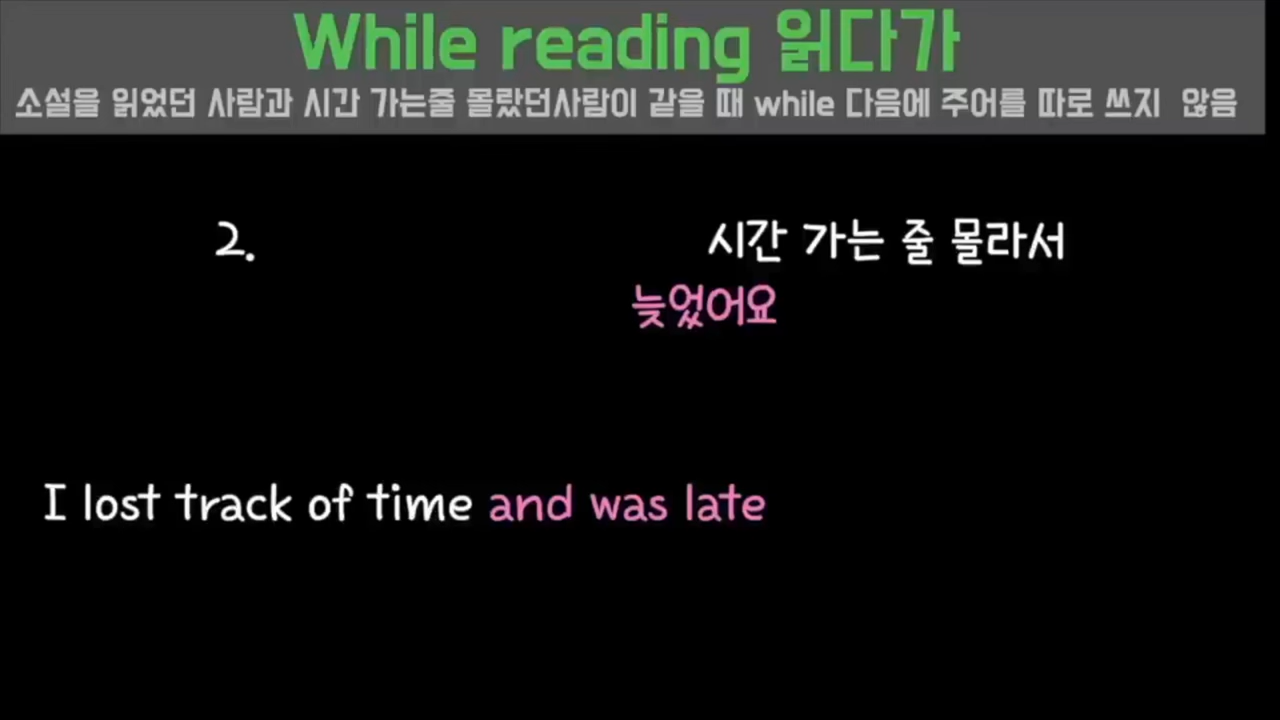 While reading 읽다가
소설을 읽었던 사람과 시간 가는줄 몰랐던사람이 같을 때 while 다음에 주어를 따로 쓰지 않음
2. 시간 가는 줄 몰라서
늦었어요
I lost track of time and was late